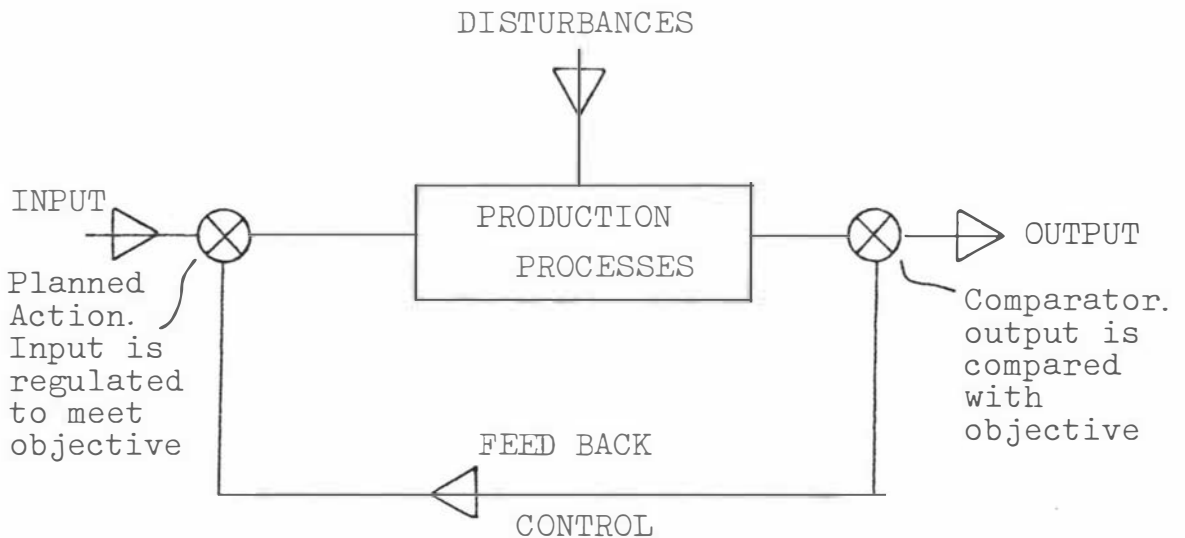 DISTURBANCES
INPUT
PRODUCTION
PROCESSES
OUTPUT
Planned
Action.
Input is
regulated
to meet
objective
Comparator.
output is
compared
with
objective
FEED BACK
CONTROL